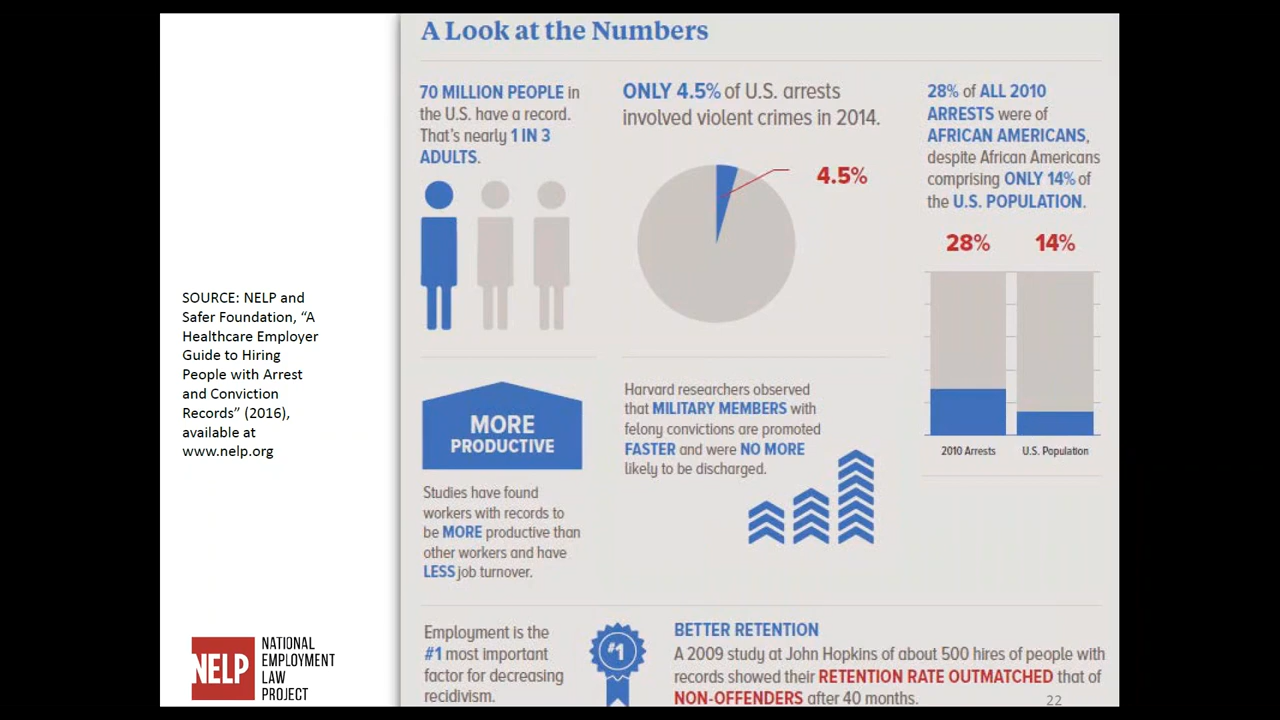 A Look at the Numbers
70 MILLION PEOPLE in
the U.S. have a record.
That's nearly 1 IN 3
ADULTS.
ONLY 4.5% of U.S. arrests
involved violent crimes in 2014.
4.5%
28% of ALL 2010
ARRESTS were of
AFRICAN AMERICANS,
despite African Americans
comprising ONLY 14% of
the U.S. POPULATION.
28%
14%
2010 Arrests
U.S. Population
SOURCE: NELP and
Safer Foundation, “A
Healthcare Employer
Guide to Hiring
People with Arrest
and Conviction
Records” (2016),
available at
www.nelp.org
MORE
PRODUCTIVE
Studies have found
workers with records to
be MORE productive than
other workers and have
LESS job turnover.
Harvard researchers observed
that MILITARY MEMBERS with
felony convictions are promoted
FASTER and were NO MORE
likely to be discharged.
Employment is the
#1 most important
factor for decreasing
recidivism.
#1
BETTER RETENTION
A 2009 study at John Hopkins of about 500 hires of people with
records showed their RETENTION RATE OUTMATCHED that of
NON-OFFENDERS after 40 months.
22
NELP
NATIONAL
EMPLOYMENT
LAW
PROJECT